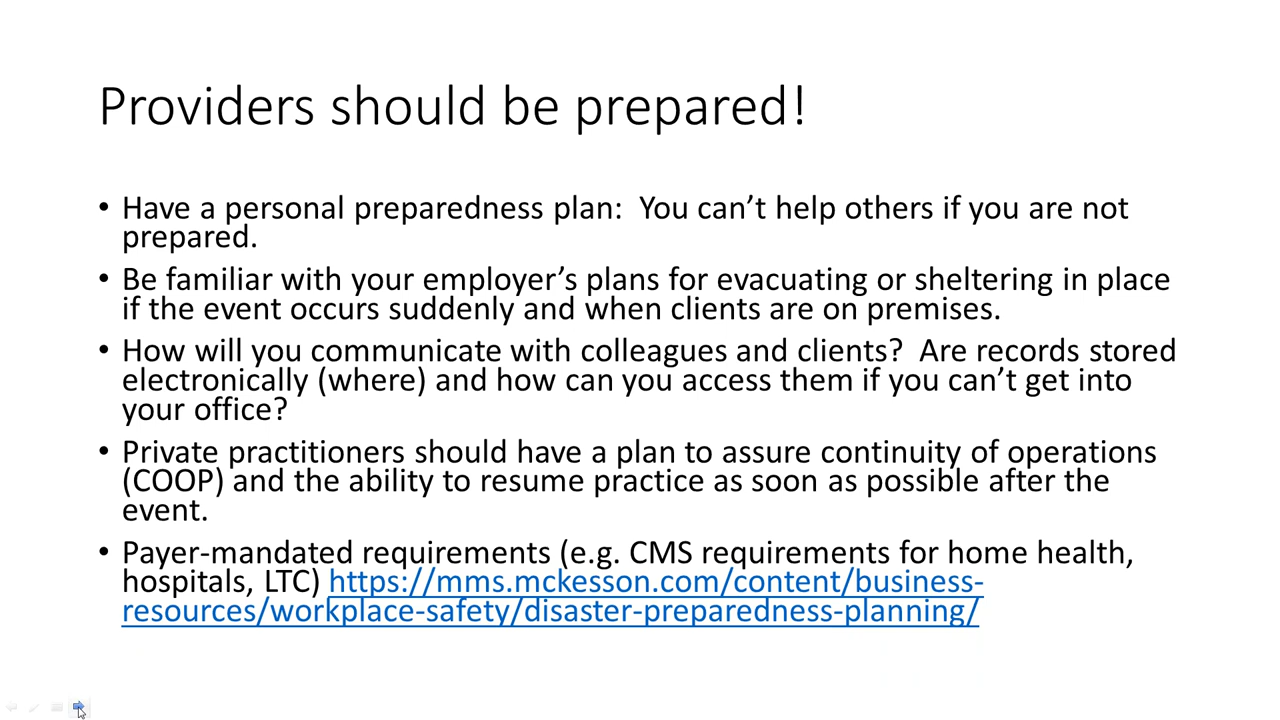 Providers should be prepared!
• Have a personal preparedness plan:  You can’t help others if you are not
prepared.
• Be familiar with your employer’s plans for evacuating or sheltering in place
if the event occurs suddenly and when clients are on premises.
• How will you communicate with colleagues and clients?  Are records stored
electronically (where) and how can you access them if you can’t get into
your office?
• Private practitioners should have a plan to assure continuity of operations
(COOP) and the ability to resume practice as soon as possible after the
event.
• Payer-mandated requirements (e.g. CMS requirements for home health,
hospitals, LTC) https://mms.mckesson.com/content/business-
resources/workplace-safety/disaster-preparedness-planning/